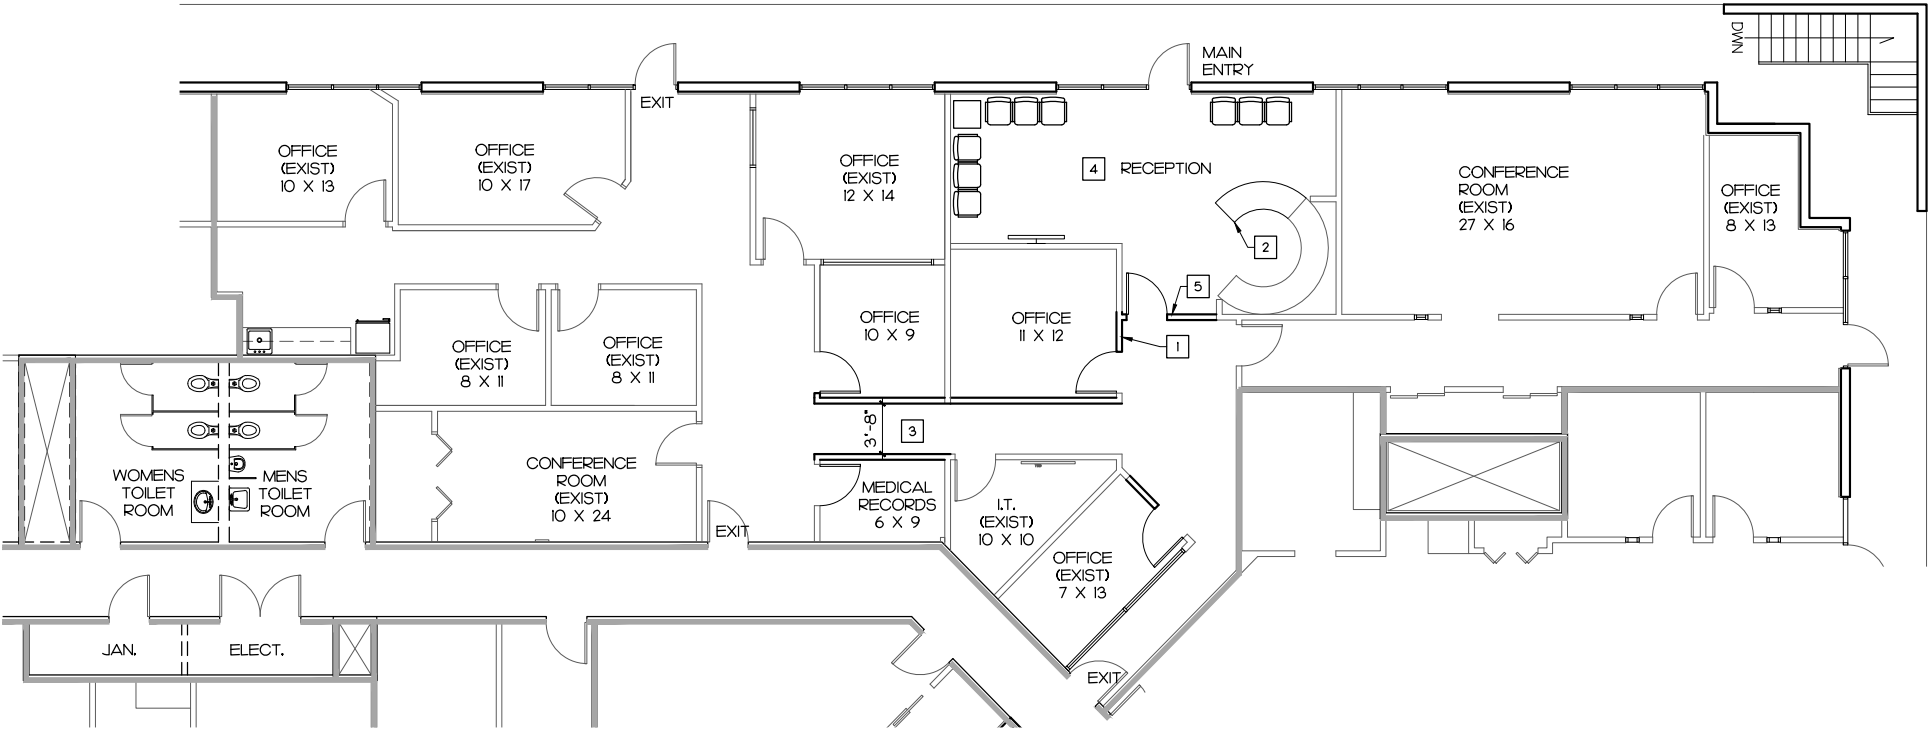 DWN
MAIN
ENTRY
EXIT
OFFICE
(EXIST)
10 X 13
OFFICE
(EXIST)
10 X 17
OFFICE
(EXIST)
12 X 14
4
RECEPTION
CONFERENCE
ROOM
(EXIST)
27 X 16
OFFICE
(EXIST)
8 X 13
2
5
1
OFFICE
10 X 9
OFFICE
11 X 12
OFFICE
(EXIST)
8 X 11
OFFICE
(EXIST)
8 X 11
3'-8"
3
CONFERENCE
ROOM
(EXIST)
10 X 24
WOMENS
TOILET
ROOM
MENS
TOILET
ROOM
MEDICAL
RECORDS
6 X 9
I.T.
(EXIST)
10 X 10
EXIT
OFFICE
(EXIST)
7 X 13
JAN.
ELECT.
EXIT